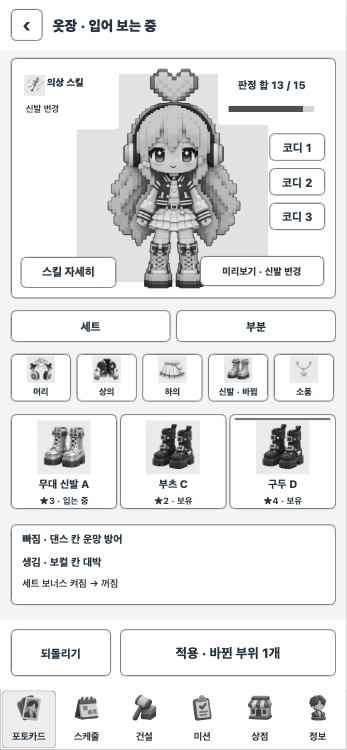 옷장 · 입어 보는 중
의상 스킬
신발 변경
판정 합 13 / 15
코디 1
코디 2
코디 3
스킬 자세히
미리보기 · 신발 변경
세트
부분
머리
상의
하의
신발 · 바뀜
소품
무대 신발 A
★3 · 입는 중
부츠 C
★2 · 보유
구두 D
★4 · 보유
빠짐 · 댄스 칸 운망 방어
생김 · 보컬 칸 대박
세트 보너스 켜짐 → 꺼짐
되돌리기
적용 · 바뀐 부위 1개
포토카드
스케줄
건설
미션
상점
정보